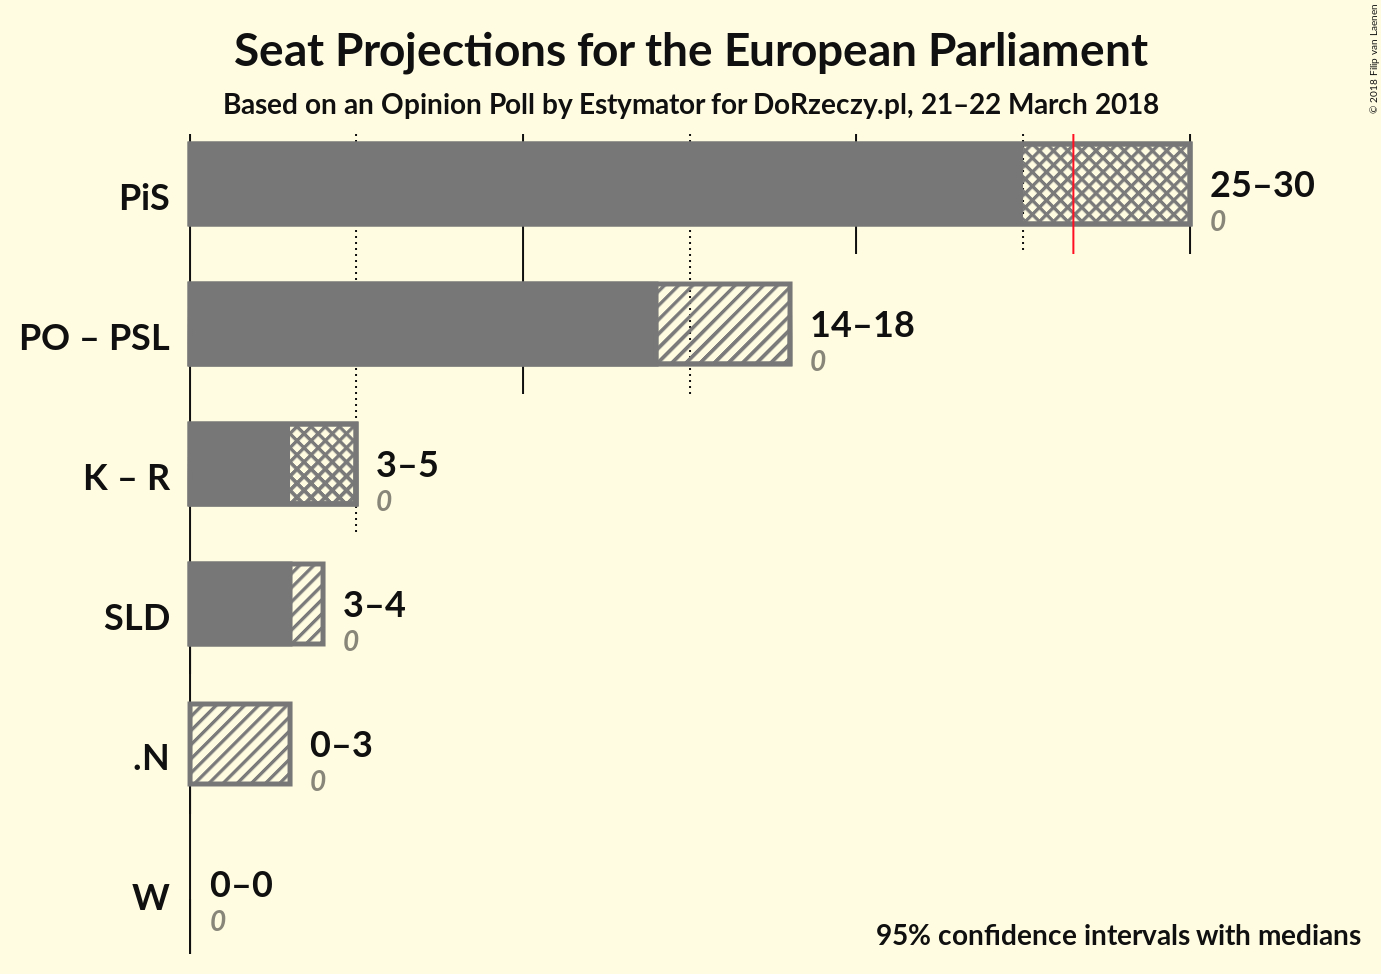 Seat Projections for the European Parliament
Based on an Opinion Poll by Estymator for DoRzeczy.pl, 21–22 March 2018
© 2018 Filip van Laenen
PiS
25–30
0
PO – PSL
14–18
0
K – R
3–5
0
SLD
3–4
0
.N
0–3
0
W
0–0
0
95% confidence intervals with medians